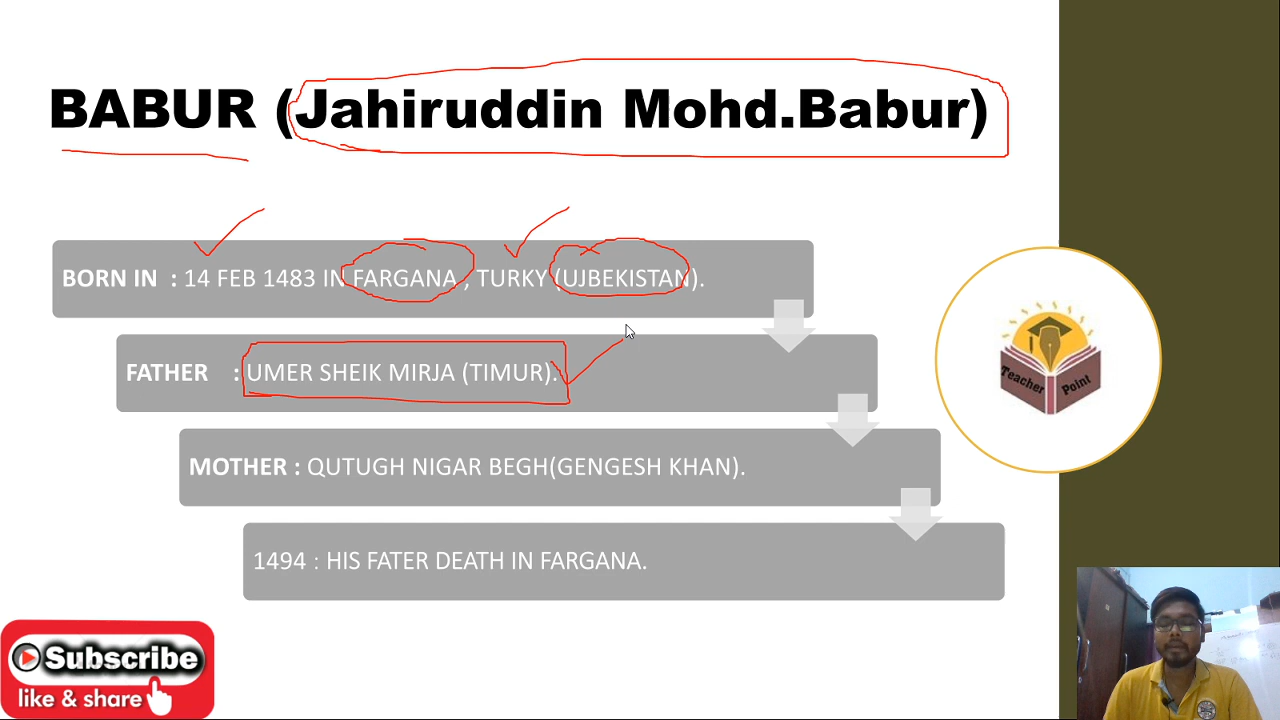 BABUR (Jahiruddin Mohd.Babur)
BORN IN : 14 FEB 1483 IN FARGANA , TURKY (UJBEKISTAN).
FATHER : UMER SHEIK MIRJA (TIMUR).
MOTHER : QUTUGH NIGAR BEGH(GENGESH KHAN).
1494 : HIS FATER DEATH IN FARGANA.
Teacher Point
Subscribe
like & share